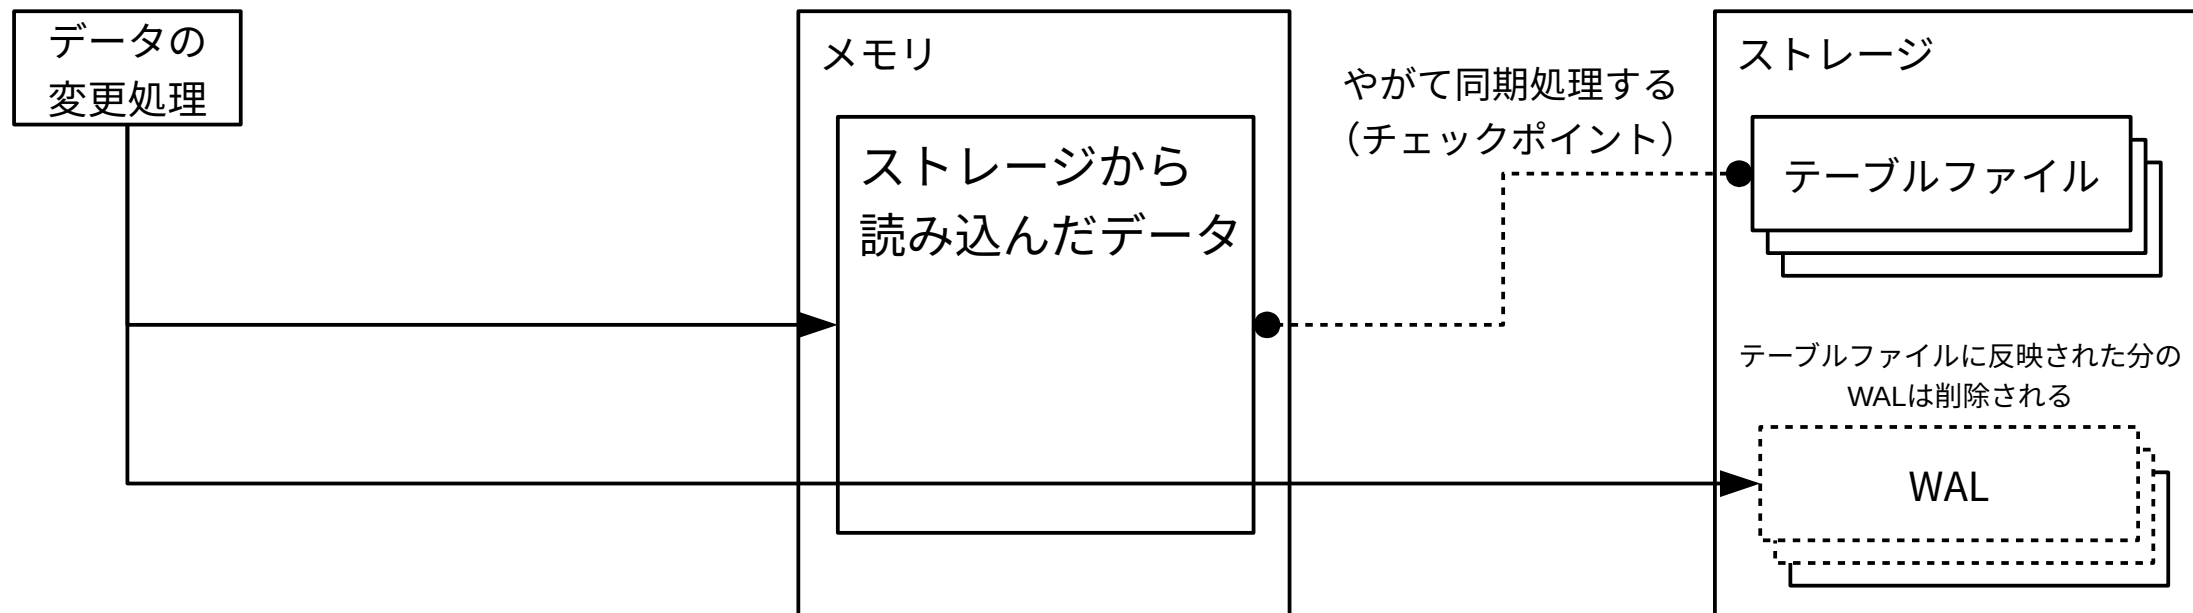 データの
変更処理
メモリ
ストレージから
読み込んだデータ
やがて同期処理する
（チェックポイント）
ストレージ
テーブルファイル
テーブルファイルに反映された分の
WALは削除される
WAL